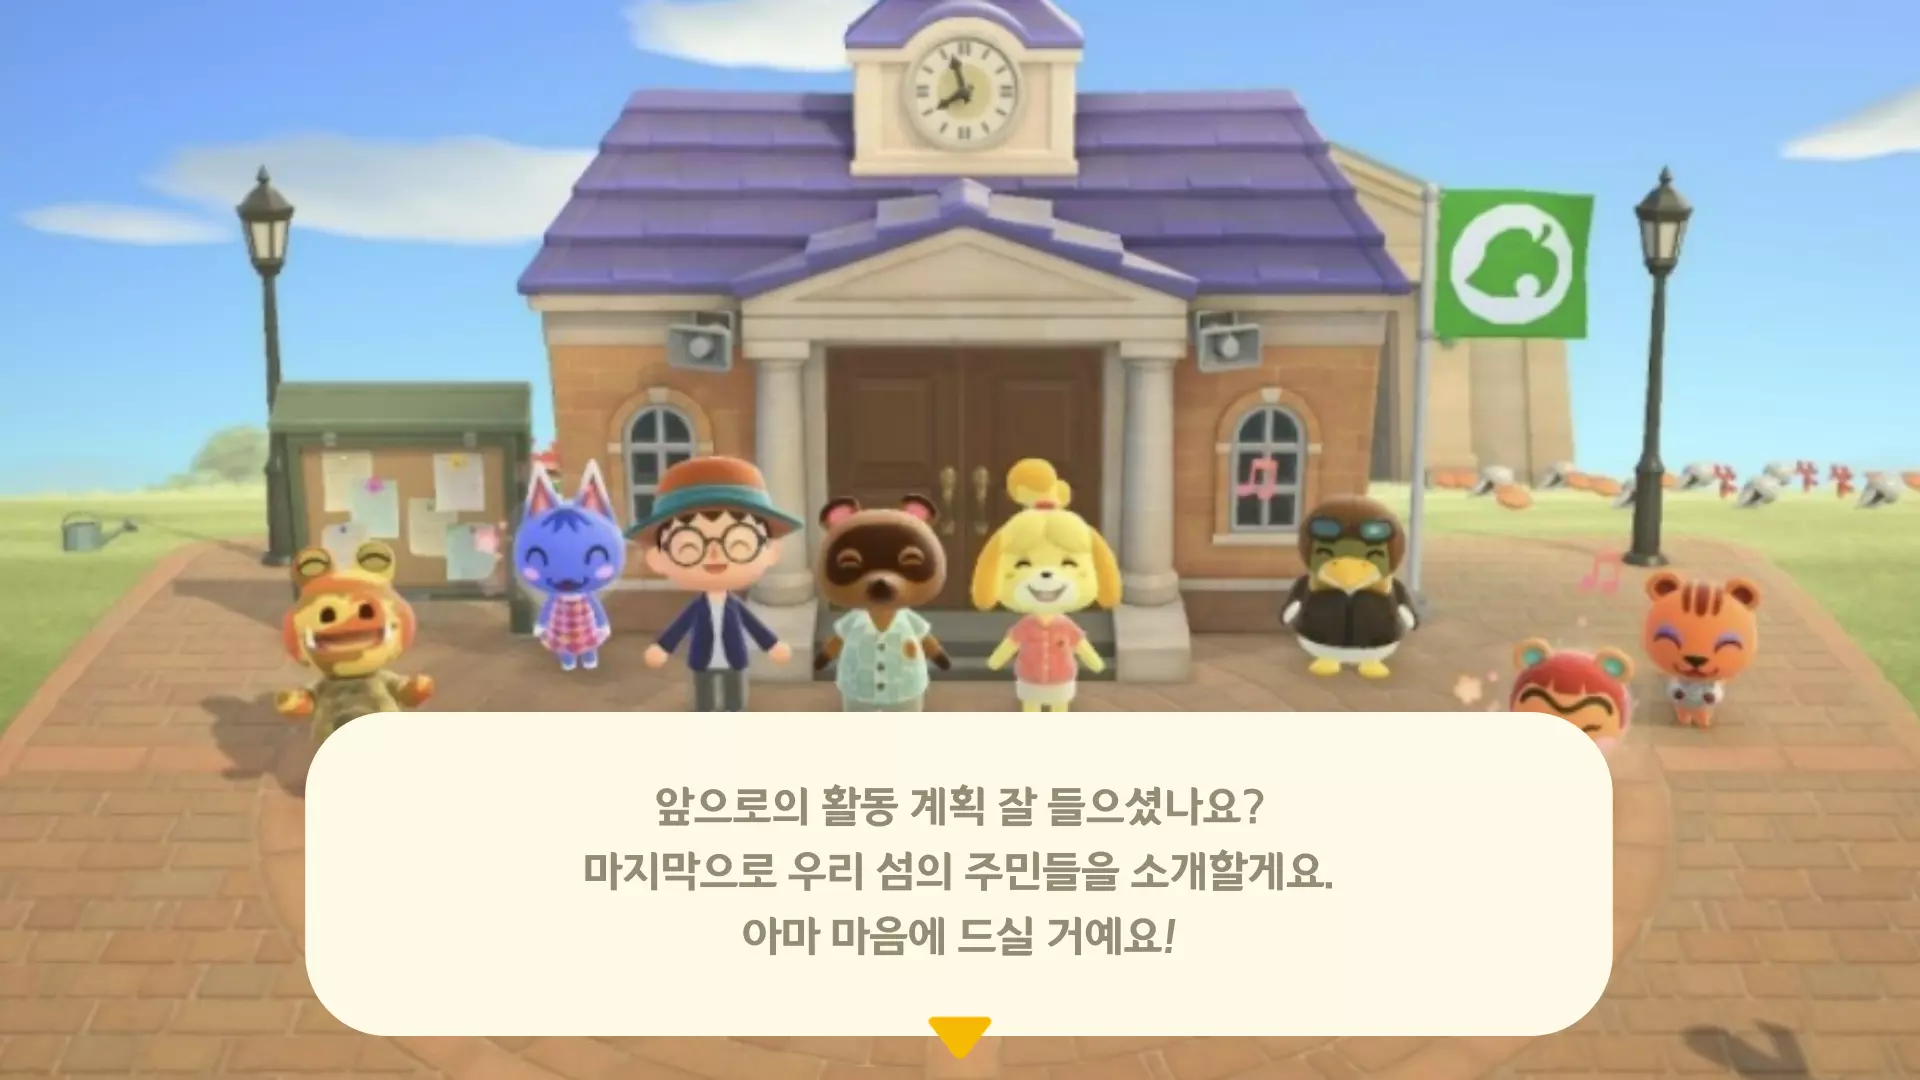 앞으로의 활동 계획 잘 들으셨나요?
마지막으로 우리 섬의 주민들을 소개할게요.
아마 마음에 드실 거예요!